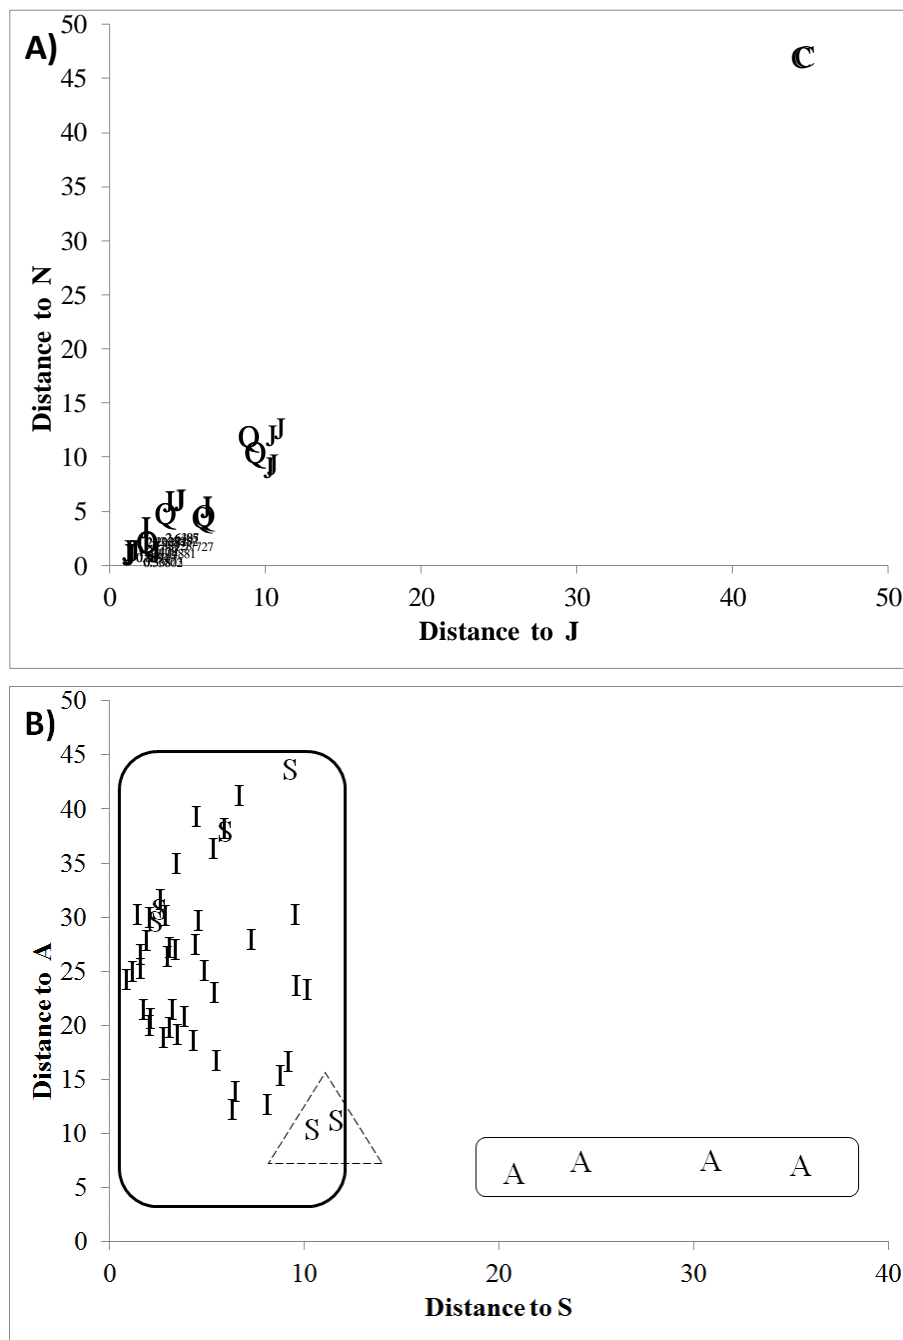 A)
50
C
45
40
35
30
25
20
15
Q J J
10
Q J
5
Q J J Q J
J Q
0
0 10 20 30 40 50
Distance to N
Distance to J
B)
50
45
S
40
I I
I S
35
I I
30
I I I I I I S S
I I I I I
25
I I I I I I I
I I I
20
I I I I I I I
I I I
15
I I I
I I
10
S S
5
A A A A
0
0 10 20 30 40
Distance to A
Distance to S